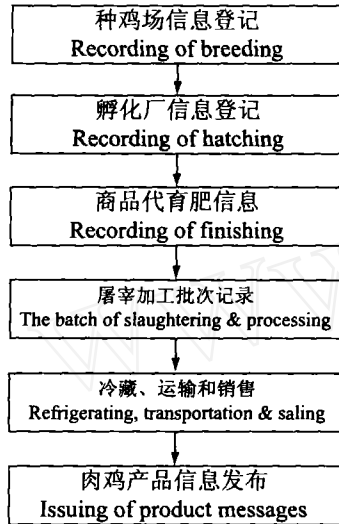 种鸡场信息登记
Recording of breeding
孵化厂信息登记
Recording of hatching
商品代育肥信息
Recording of finishing
屠宰加工批次记录
The batch of slaughtering & processing
冷藏、运输和销售
Refrigerating, transportation & saling
肉鸡产品信息发布
Issuing of product messages